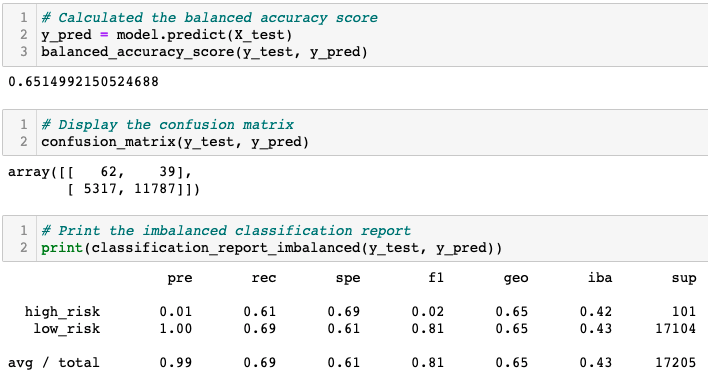 1 # Calculated the balanced accuracy score
2 y_pred = model.predict(X_test)
3 balanced_accuracy_score(y_test, y_pred)
0.6514992150524688
1 # Display the confusion matrix
2 confusion_matrix(y_test, y_pred)
array([[   62,    39],
       [ 5317, 11787]])
1 # Print the imbalanced classification report
2 print(classification_report_imbalanced(y_test, y_pred))
pre rec spe f1 geo iba sup
high_risk 0.01 0.61 0.69 0.02 0.65 0.42 101
low_risk 1.00 0.69 0.61 0.81 0.65 0.43 17104
avg / total 0.99 0.69 0.61 0.81 0.65 0.43 17205